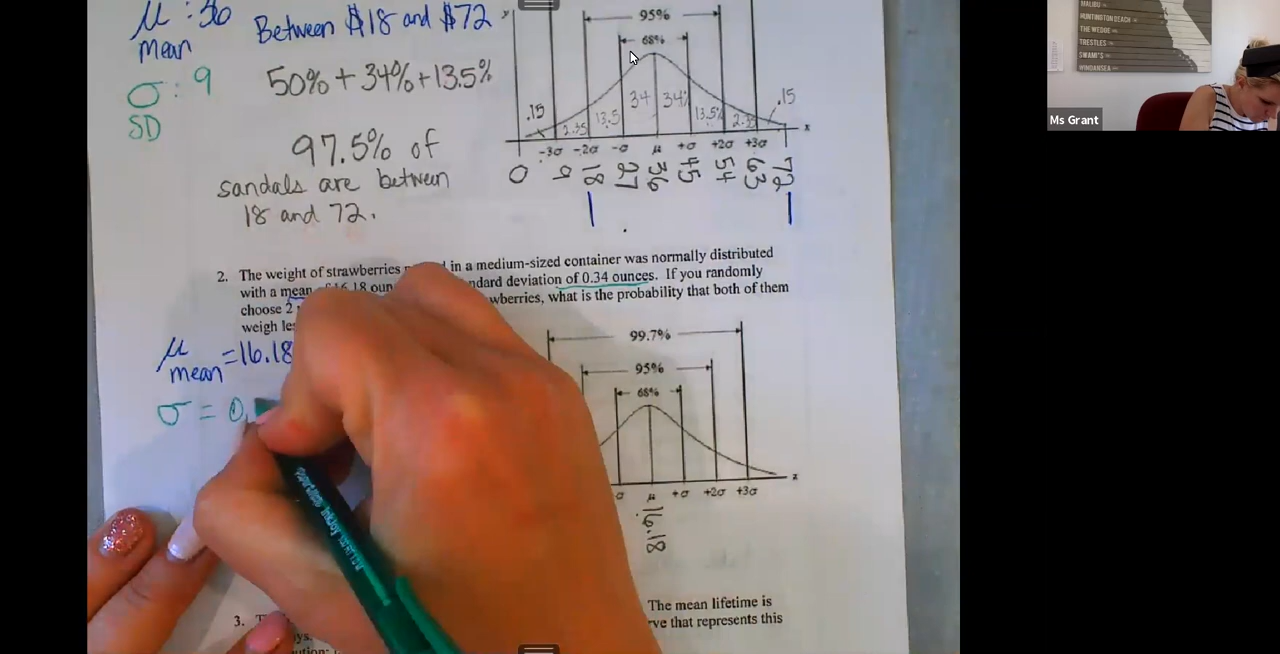 μ : 36
mean
σ : 9
SD
Between $18 and $72
50% + 34% + 13.5%
97.5% of
sandals are between
18 and 72.
y
95%
68%
.15 2.35 13.5 34 34% 13.5% 2.35 .15
x
-3σ -2σ -σ μ +σ +2σ +3σ
0 9 18 27 36 45 54 63 72
2. The weight of strawberries in a medium-sized container was normally distributed
with a mean 16.18 deviation of 0.34 ounces. If you randomly
choose 2 what is the probability that both of them
weigh
μ
mean = 16.18
σ = 0.
99.7%
95%
68%
x
σ μ +σ +2σ +3σ
16.18
3. The mean lifetime is
that represents this
MALIBU
HUNTINGTON BEACH
THE WEDGE
TRESTLES
SWAMI'S
WINDANSEA
Ms Grant